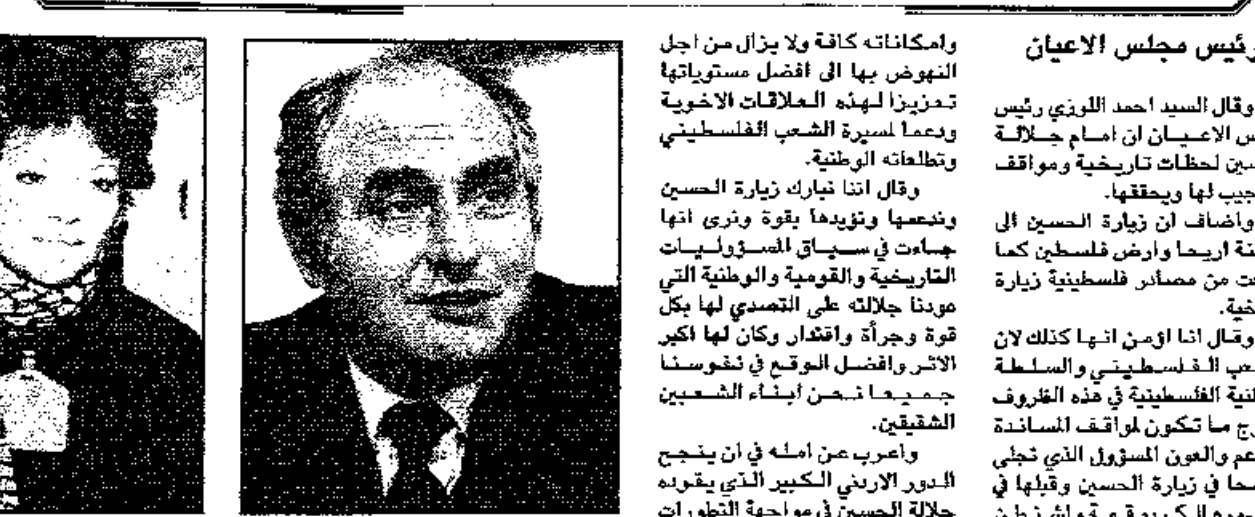 رئيس مجلس الاعيان
وقال السيد احمد اللوزي رئيس
س الاعيان ان امام جلالة
سين لحظات تاريخية ومواقف
جيب لها ويحققها.
واضاف ان زيارة الحسين الى
نة اريحا وارض فلسطين كما
ت من مصادر فلسطينية زيارة
خية.
وقال انا اؤمن انها كذلك لان
عب الفلسطيني والسلطة
نية الفلسطينية في هذه الظروف
رج ما تكون لمواقف المساندة
عم والعون المسؤول الذي تجلى
سحا في زيارة الحسين وقبلها في
وامكاناته كافة ولا يزال من اجل
النهوض بها الى افضل مستوياتها
تعزيزا لهذه العلاقات الاخوية
ودعما لمسيرة الشعب الفلسطيني
وتطلعاته الوطنية.
وقال اننا نبارك زيارة الحسين
وندعمها ونؤيدها بقوة ونرى انها
جاءت في سياق المسؤوليات
التاريخية والقومية والوطنية التي
عودنا جلالته على التصدي لها بكل
قوة وجرأة واقتدار وكان لها اكبر
الاثر وافضل الوقع في نفوسنا
جميعا نحن ابناء الشعبين
الشقيقين.
واعرب عن امله في ان ينجح
الدور الاردني الكبير الذي يقوده
جلالة الحسين في مواجهة التطورات